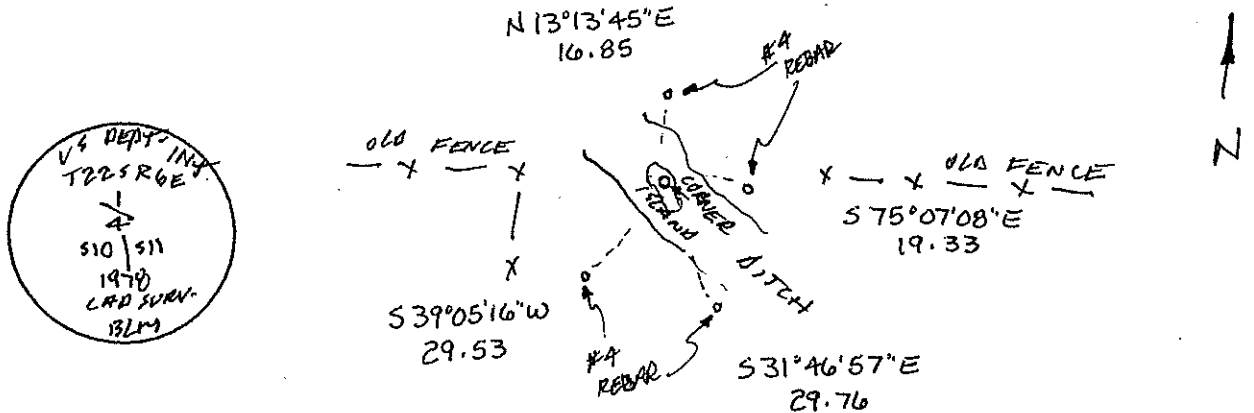 N 13°13'45"E
16.85
#4
REBAR
US DEPT. INT.
T22S R6E
1/4
S10 | S11
1978
CAD SURV.
BLM
OLD FENCE
X X
X
ISLAND
CORNER
DITCH
X X OLD FENCE
X
S 75°07'08"E
19.33
S 39°05'16"W
29.53
#4
REBAR
S 31°46'57"E
29.76
N